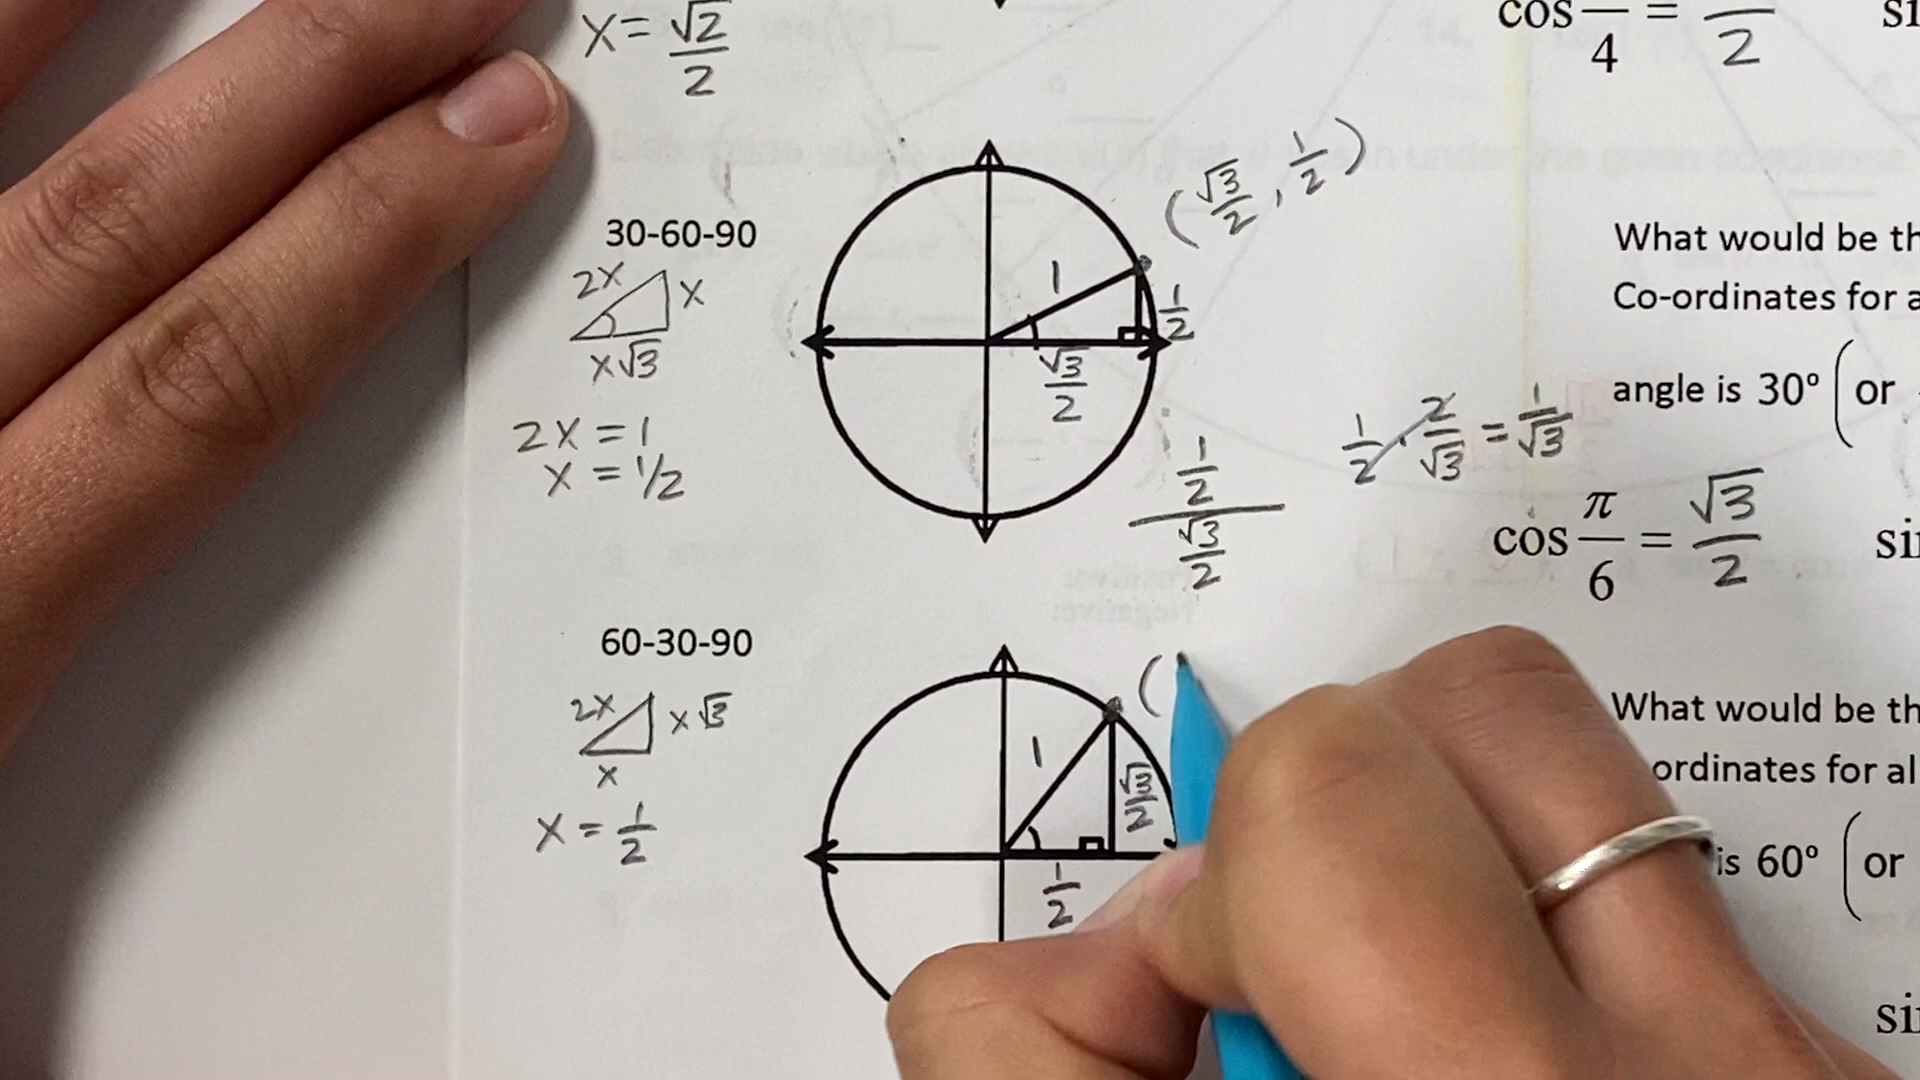 x = √2/2
cos π/4 = /2
si
30-60-90
2x
x
x√3
2x = 1
x = 1/2
(√3/2, 1/2)
1
1/2
√3/2
(1/2)/(√3/2)
1/2 · 2/√3 = 1/√3
What would be th
Co-ordinates for a
angle is 30° (or
cos π/6 = √3/2
sin
60-30-90
2x
x√3
x
x = 1/2
(
1
√3/2
1/2
What would be th
ordinates for al
is 60° (or
sin